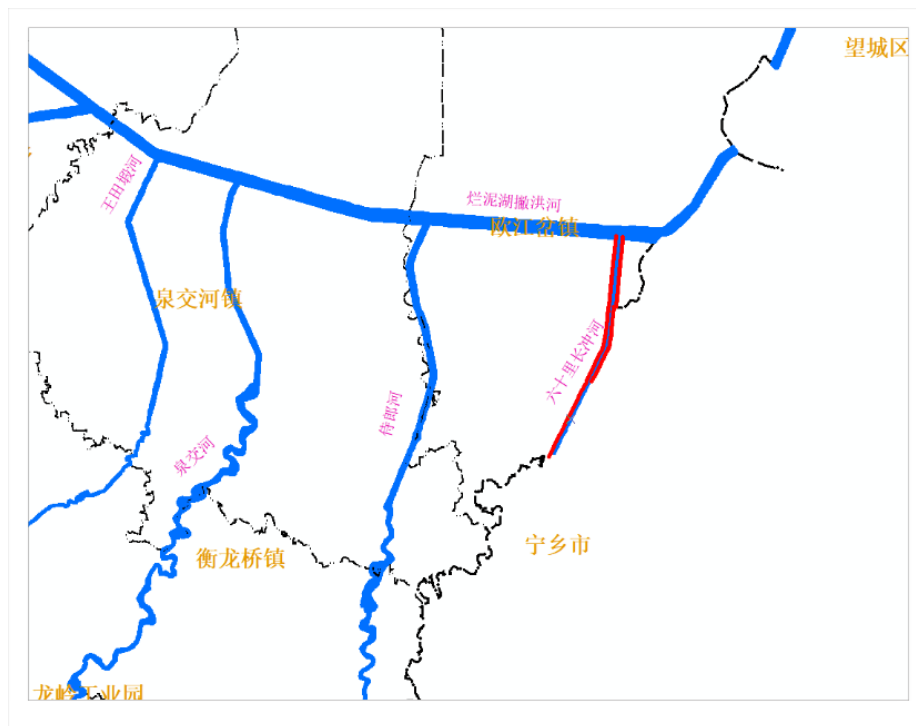 望城区
王田塅河
烂泥湖撇洪河
欧江岔镇
泉交河镇
六十里长冲河
侍郎河
泉交河
衡龙桥镇
宁乡市
龙岭工业园